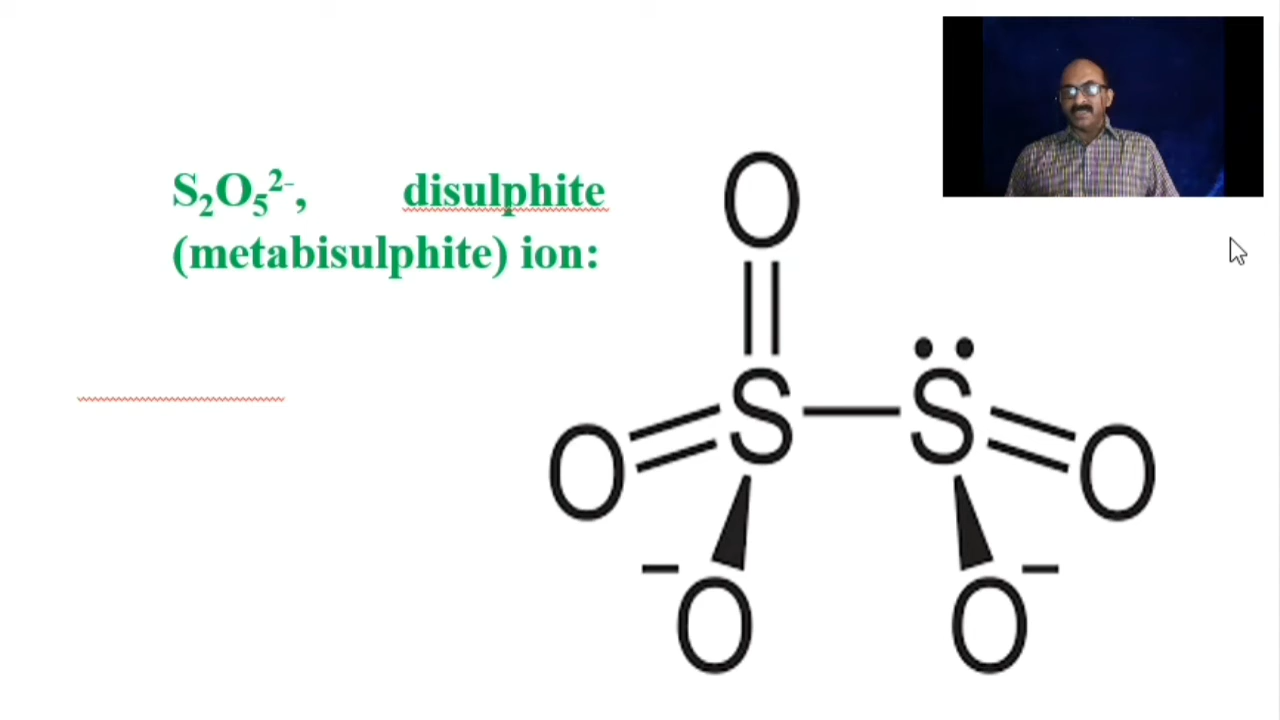 S₂O₅²⁻, disulphite
(metabisulphite) ion:
O
S S
O O
O O